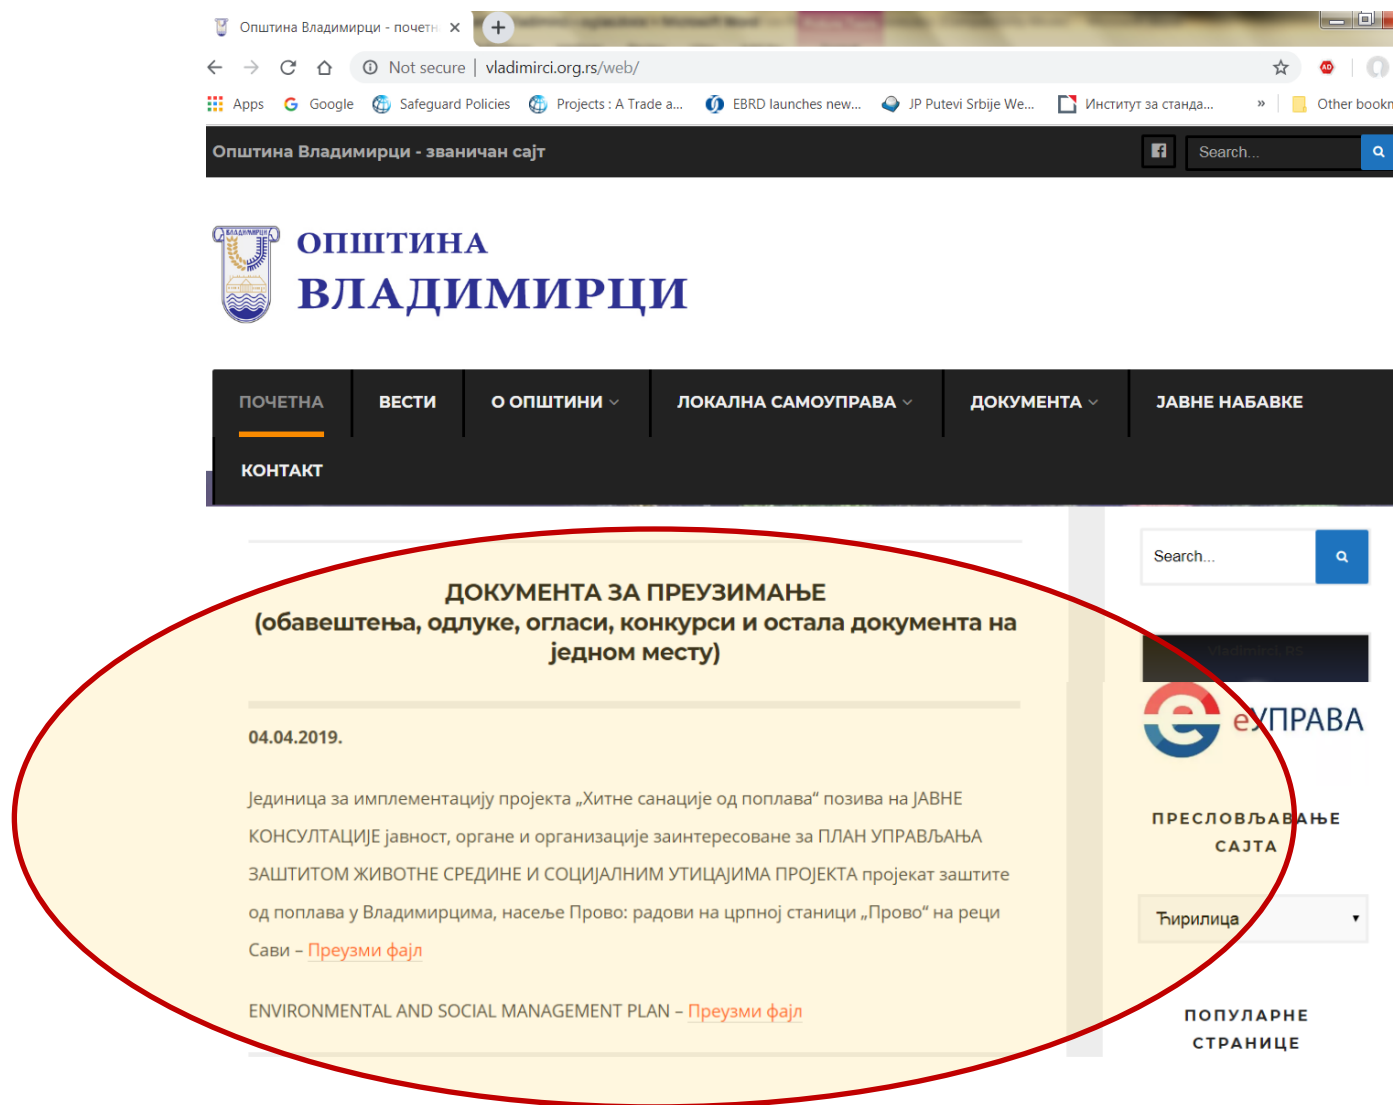 Општина Владимирци - почетн
Not secure | vladimirci.org.rs/web/
Apps Google Safeguard Policies Projects : A Trade a... EBRD launches new... JP Putevi Srbije We... Институт за станда... » Other bookm
Општина Владимирци - званичан сајт
Search...
ВЛАДИМИРЦИ
ОПШТИНА
ВЛАДИМИРЦИ
ПОЧЕТНА ВЕСТИ О ОПШТИНИ ЛОКАЛНА САМОУПРАВА ДОКУМЕНТА ЈАВНЕ НАБАВКЕ
КОНТАКТ
ДОКУМЕНТА ЗА ПРЕУЗИМАЊЕ
(обавештења, одлуке, огласи, конкурси и остала документа на
једном месту)
04.04.2019.
Јединица за имплементацију пројекта „Хитне санације од поплава“ позива на ЈАВНЕ
КОНСУЛТАЦИЈЕ јавност, органе и организације заинтересоване за ПЛАН УПРАВЉАЊА
ЗАШТИТОМ ЖИВОТНЕ СРЕДИНЕ И СОЦИЈАЛНИМ УТИЦАЈИМА ПРОЈЕКТА пројекат заштите
од поплава у Владимирцима, насеље Прово: радови на црпној станици „Прово“ на реци
Сави – Преузми фајл
ENVIRONMENTAL AND SOCIAL MANAGEMENT PLAN – Преузми фајл
Search...
Vladimirci, RS
еУПРАВА
ПРЕСЛОВЉАВАЊЕ
САЈТА
Ћирилица
ПОПУЛАРНЕ
СТРАНИЦЕ